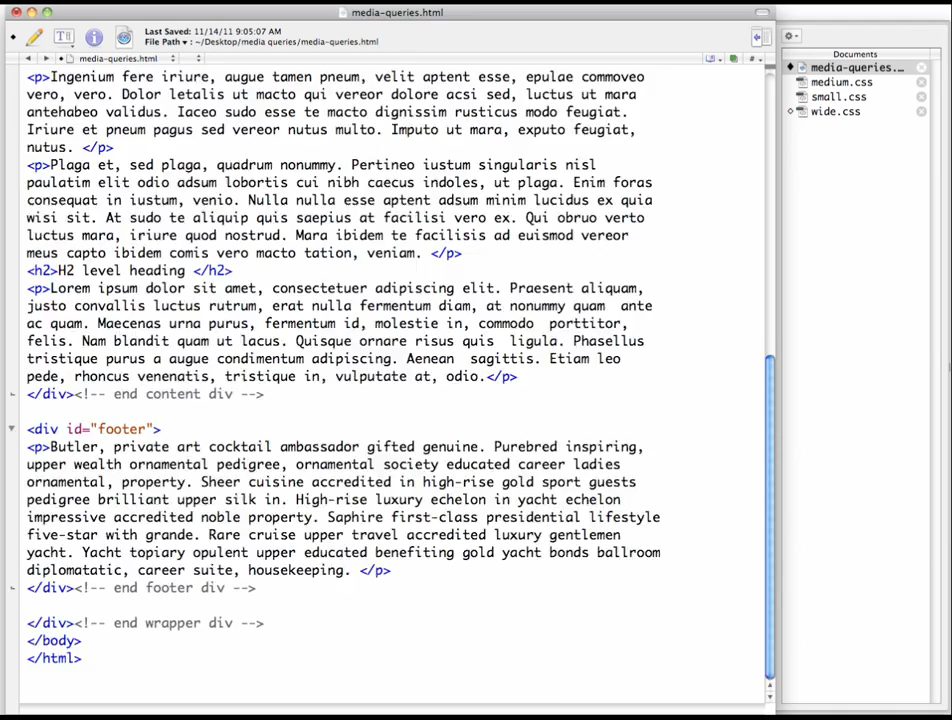 media-queries.html
Last Saved: 11/14/11 9:05:07 AM
File Path ▾ : ~/Desktop/media queries/media-queries.html
media-queries.html
<p>Ingenium fere iriure, augue tamen pneum, velit aptent esse, epulae commoveo
vero, vero. Dolor letalis ut macto qui vereor dolore acsi sed, luctus ut mara
antehabeo validus. Iaceo sudo esse te macto dignissim rusticus modo feugiat.
Iriure et pneum pagus sed vereor nutus multo. Imputo ut mara, exputo feugiat,
nutus. </p>
<p>Plaga et, sed plaga, quadrum nonummy. Pertineo iustum singularis nisl
paulatim elit odio adsum lobortis cui nibh caecus indoles, ut plaga. Enim foras
consequat in iustum, venio. Nulla nulla esse aptent adsum minim lucidus ex quia
wisi sit. At sudo te aliquip quis saepius at facilisi vero ex. Qui obruo verto
luctus mara, iriure quod nostrud. Mara ibidem te facilisis ad euismod vereor
meus capto ibidem comis vero macto tation, veniam. </p>
<h2>H2 level heading </h2>
<p>Lorem ipsum dolor sit amet, consectetuer adipiscing elit. Praesent aliquam,
justo convallis luctus rutrum, erat nulla fermentum diam, at nonummy quam  ante
ac quam. Maecenas urna purus, fermentum id, molestie in, commodo  porttitor,
felis. Nam blandit quam ut lacus. Quisque ornare risus quis  ligula. Phasellus
tristique purus a augue condimentum adipiscing. Aenean  sagittis. Etiam leo
pede, rhoncus venenatis, tristique in, vulputate at, odio.</p>
</div><!-- end content div -->
<div id="footer">
<p>Butler, private art cocktail ambassador gifted genuine. Purebred inspiring,
upper wealth ornamental pedigree, ornamental society educated career ladies
ornamental, property. Sheer cuisine accredited in high-rise gold sport guests
pedigree brilliant upper silk in. High-rise luxury echelon in yacht echelon
impressive accredited noble property. Saphire first-class presidential lifestyle
five-star with grande. Rare cruise upper travel accredited luxury gentlemen
yacht. Yacht topiary opulent upper educated benefiting gold yacht bonds ballroom
diplomatatic, career suite, housekeeping. </p>
</div><!-- end footer div -->
</div><!-- end wrapper div -->
</body>
</html>
Documents
media-queries....
medium.css
small.css
wide.css